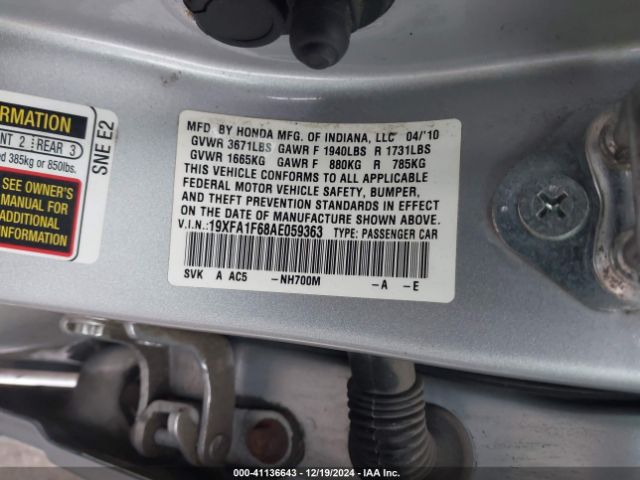 FORMATION
NT 2 REAR 3
ed 385kg or 850lbs.
SEE OWNER'S
MANUAL FOR
ADDITIONAL
INFORMATION
SNE E2
MFD. BY HONDA MFG. OF INDIANA, LLC 04/'10
GVWR 3671LBS GAWR F 1940LBS R 1731LBS
GVWR 1665KG GAWR F 880KG R 785KG
THIS VEHICLE CONFORMS TO ALL APPLICABLE
FEDERAL MOTOR VEHICLE SAFETY, BUMPER,
AND THEFT PREVENTION STANDARDS IN EFFECT
ON THE DATE OF MANUFACTURE SHOWN ABOVE.
V.I.N.:19XFA1F68AE059363 TYPE: PASSENGER CAR
SVK A AC5 -NH700M -A -E
000-41136643 / 12/19/2024 - IAA Inc.